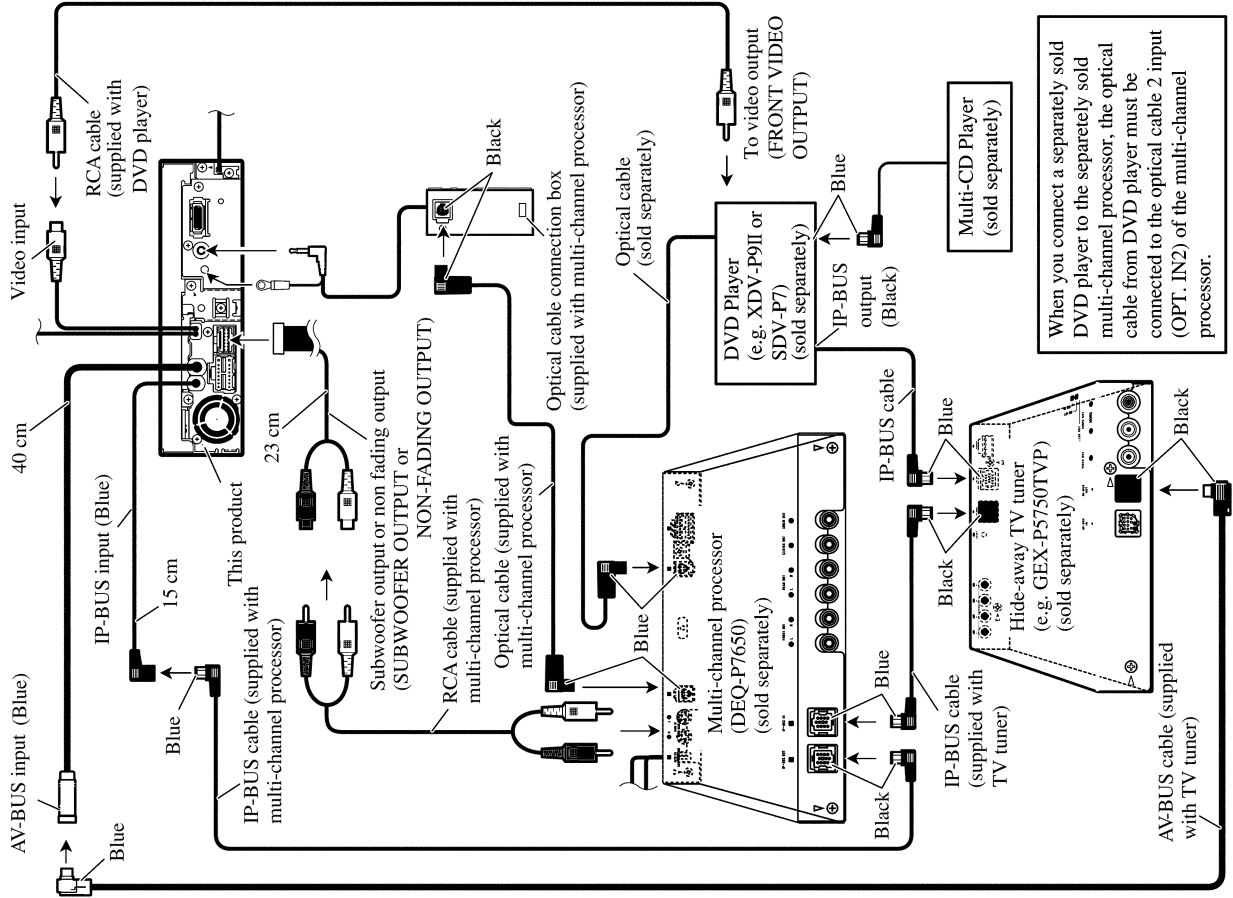 Video input
RCA cable
(supplied with
DVD player)
AV-BUS input (Blue)
40 cm
IP-BUS input (Blue)
15 cm
This product
Blue
Blue
IP-BUS cable (supplied with
multi-channel processor)
23 cm
Subwoofer output or non fading output
(SUBWOOFER OUTPUT or
NON-FADING OUTPUT)
RCA cable (supplied with
multi-channel processor)
Optical cable (supplied with
multi-channel processor)
Black
Optical cable connection box
(supplied with multi-channel processor)
Optical cable
(sold separately)
To video output
(FRONT VIDEO
OUTPUT)
Blue
Multi-channel processor
(DEQ-P7650)
(sold separately)
Black
Blue
DVD Player
(e.g. XDV-P9II or
SDV-P7)
(sold separately)
IP-BUS
output
(Black)
Blue
Multi-CD Player
(sold separately)
IP-BUS cable
Blue
Black
IP-BUS cable
(supplied with
TV tuner)
Hide-away TV tuner
(e.g. GEX-P5750TVP)
(sold separately)
Black
AV-BUS cable (supplied
with TV tuner)
When you connect a separately sold
DVD player to the separetely sold
multi-channel processor, the optical
cable from DVD player must be
connected to the optical cable 2 input
(OPT. IN2) of the multi-channel
processor.